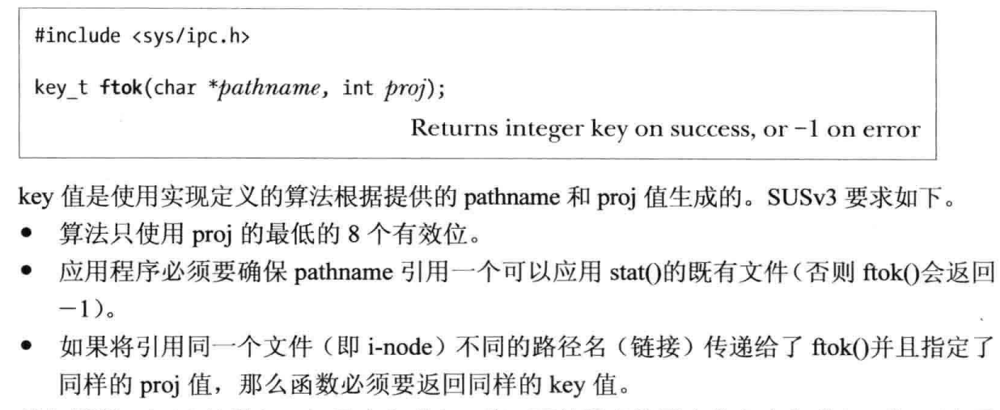 #include <sys/ipc.h>
key_t ftok(char *pathname, int proj);
Returns integer key on success, or −1 on error
key 值是使用实现定义的算法根据提供的 pathname 和 proj 值生成的。SUSv3 要求如下。
● 算法只使用 proj 的最低的 8 个有效位。
● 应用程序必须要确保 pathname 引用一个可以应用 stat()的既有文件（否则 ftok()会返回
－1）。
● 如果将引用同一个文件（即 i-node）不同的路径名（链接）传递给了 ftok()并且指定了
同样的 proj 值，那么函数必须要返回同样的 key 值。